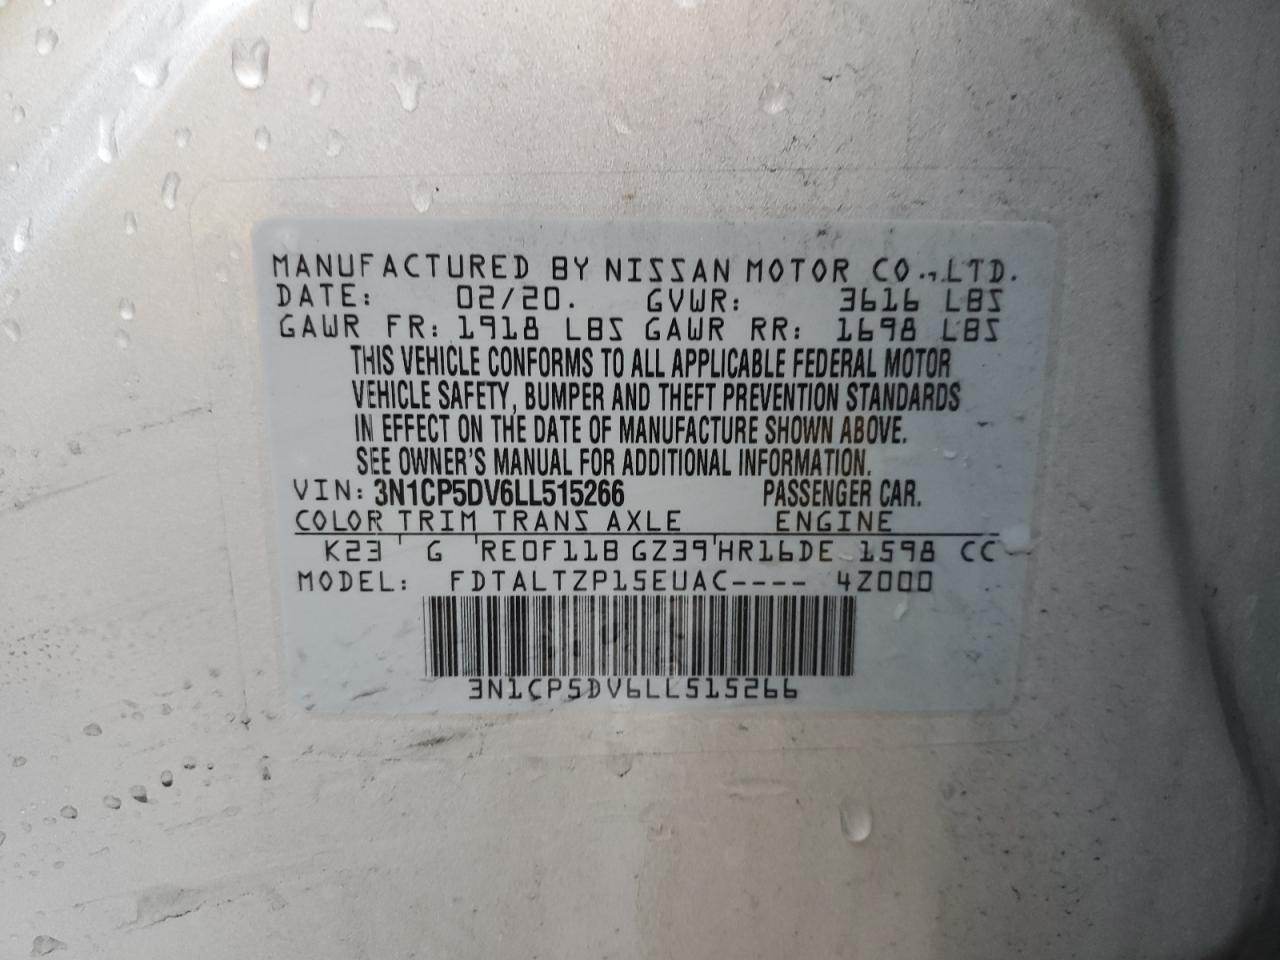 MANUFACTURED BY NISSAN MOTOR CO.,LTD.
DATE: 02/20. GVWR: 3616 LBS
GAWR FR: 1918 LBS GAWR RR: 1698 LBS
THIS VEHICLE CONFORMS TO ALL APPLICABLE FEDERAL MOTOR
VEHICLE SAFETY, BUMPER AND THEFT PREVENTION STANDARDS
IN EFFECT ON THE DATE OF MANUFACTURE SHOWN ABOVE.
SEE OWNER'S MANUAL FOR ADDITIONAL INFORMATION.
VIN: 3N1CP5DV6LL515266 PASSENGER CAR.
COLOR TRIM TRANS AXLE ENGINE
K23 G RE0F11B GZ39 HR16DE 1598 CC
MODEL: FDTALTZP15EUAC---- 4Z000
3N1CP5DV6LL515266